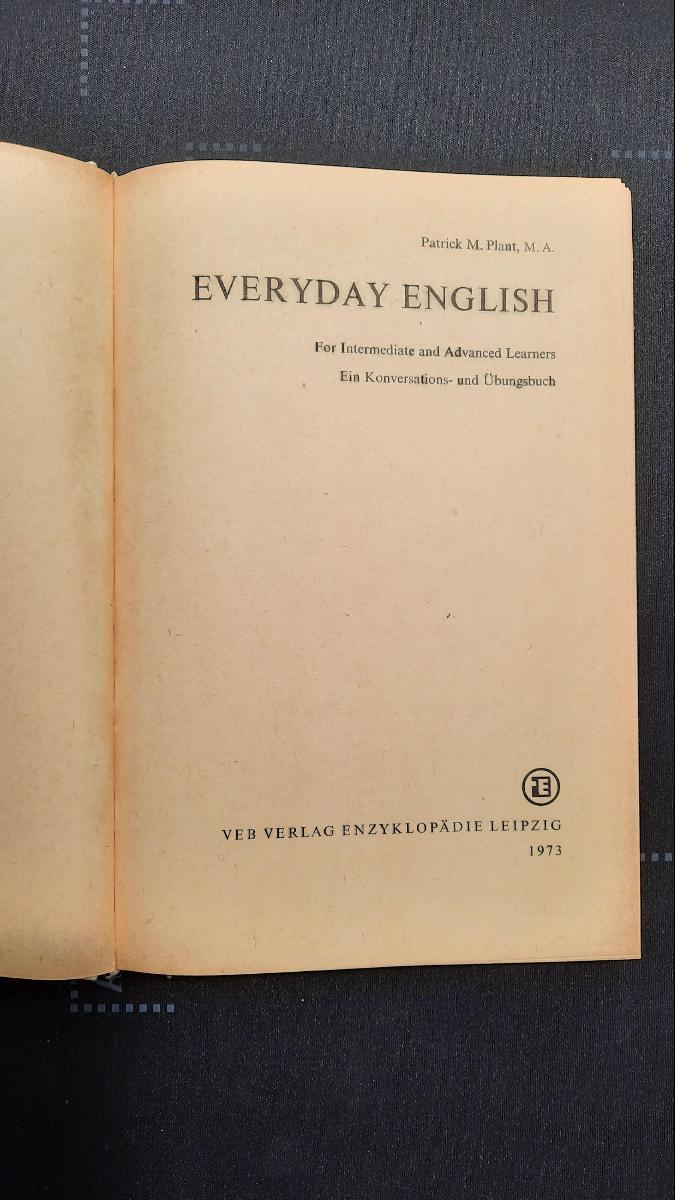 Patrick M. Plant, M. A.
EVERYDAY ENGLISH
For Intermediate and Advanced Learners
Ein Konversations- und Übungsbuch
VEB VERLAG ENZYKLOPÄDIE LEIPZIG
1973